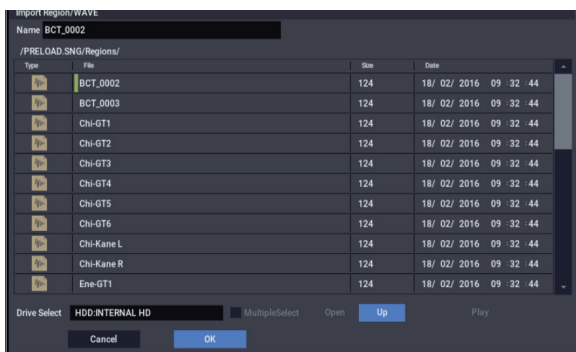 Import Region/WAVE
Name BCT_0002
/PRELOAD.SNG/Regions/
Type File Size Date
BCT_0002 124 18/ 02/ 2016 09 :32 :44
BCT_0003 124 18/ 02/ 2016 09 :32 :44
Chi-GT1 124 18/ 02/ 2016 09 :32 :44
Chi-GT2 124 18/ 02/ 2016 09 :32 :44
Chi-GT3 124 18/ 02/ 2016 09 :32 :44
Chi-GT4 124 18/ 02/ 2016 09 :32 :44
Chi-GT5 124 18/ 02/ 2016 09 :32 :44
Chi-GT6 124 18/ 02/ 2016 09 :32 :44
Chi-Kane L 124 18/ 02/ 2016 09 :32 :44
Chi-Kane R 124 18/ 02/ 2016 09 :32 :44
Ene-GT1 124 18/ 02/ 2016 09 :32 :44
Drive Select HDD:INTERNAL HD MultipleSelect Open Up Play
Cancel OK